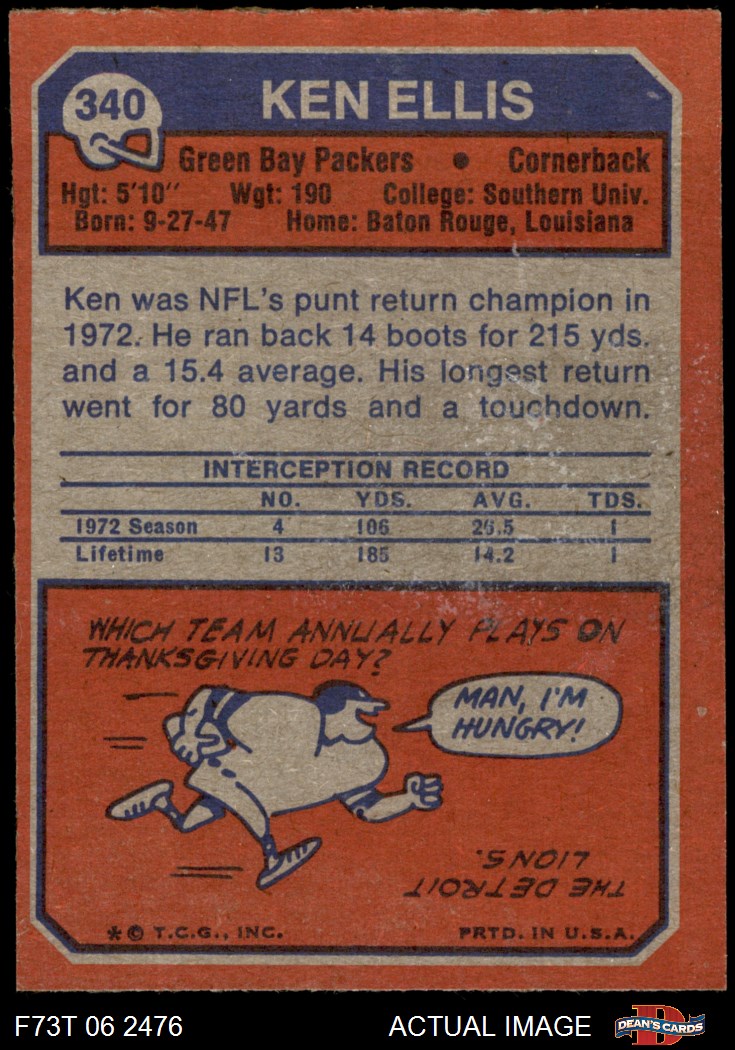 340
KEN ELLIS
Green Bay Packers • Cornerback
Hgt: 5'10" Wgt: 190 College: Southern Univ.
Born: 9-27-47 Home: Baton Rouge, Louisiana
Ken was NFL's punt return champion in
1972. He ran back 14 boots for 215 yds.
and a 15.4 average. His longest return
went for 80 yards and a touchdown.
INTERCEPTION RECORD
NO. YDS. AVG. TDS.
1972 Season 4 106 26.5 1
Lifetime 13 185 14.2 1
WHICH TEAM ANNUALLY PLAYS ON
THANKSGIVING DAY?
MAN, I'M
HUNGRY!
THE DETROIT
LIONS.
* © T.C.G., INC. PRTD. IN U.S.A.
F73T 06 2476 ACTUAL IMAGE
D
DEAN'S CARDS